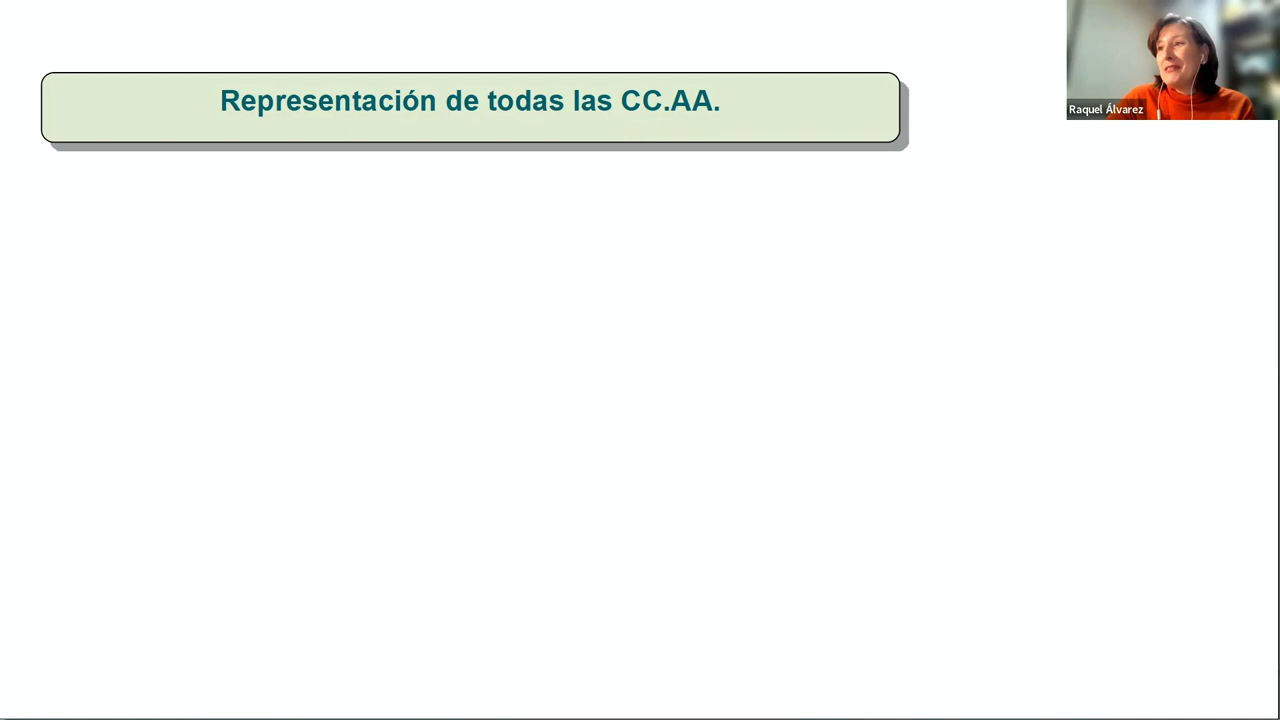 Representación de todas las CC.AA.
Raquel Álvarez